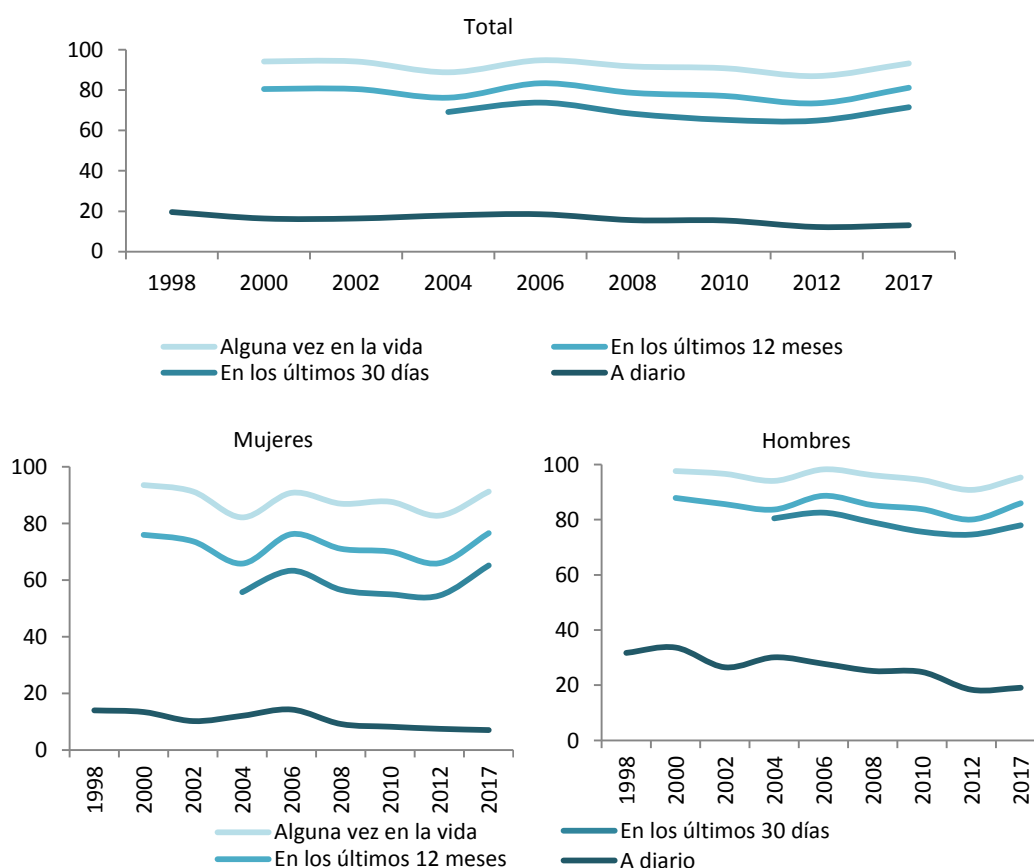 Total
100
80
60
40
20
0
1998 2000 2002 2004 2006 2008 2010 2012 2017
Alguna vez en la vida En los últimos 12 meses
En los últimos 30 días A diario
Mujeres
100
80
60
40
20
0
1998 2000 2002 2004 2006 2008 2010 2012 2017
Hombres
100
80
60
40
20
0
1998 2000 2002 2004 2006 2008 2010 2012 2017
Alguna vez en la vida En los últimos 30 días
En los últimos 12 meses A diario